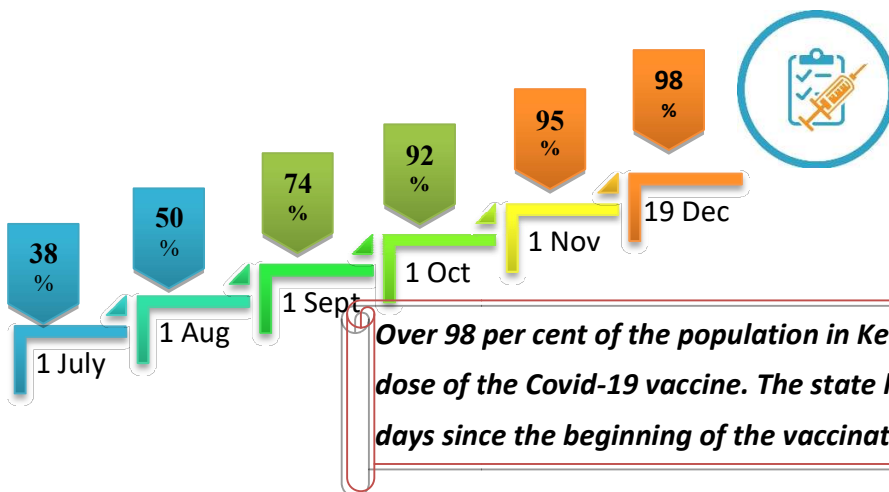 38
%
50
%
74
%
92
%
95
%
98
%
1 July
1 Aug
1 Sept
1 Oct
1 Nov
19 Dec
Over 98 per cent of the population in Ke
dose of the Covid-19 vaccine. The state
days since the beginning of the vaccinat